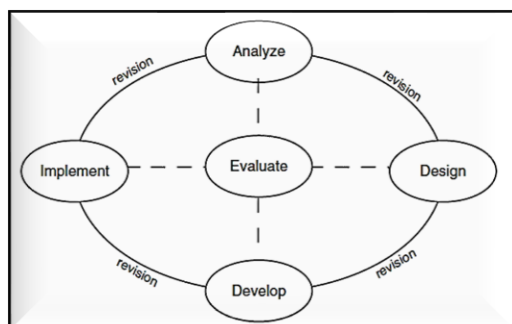 Analyze
revision
revision
Implement
Evaluate
Design
revision
revision
Develop